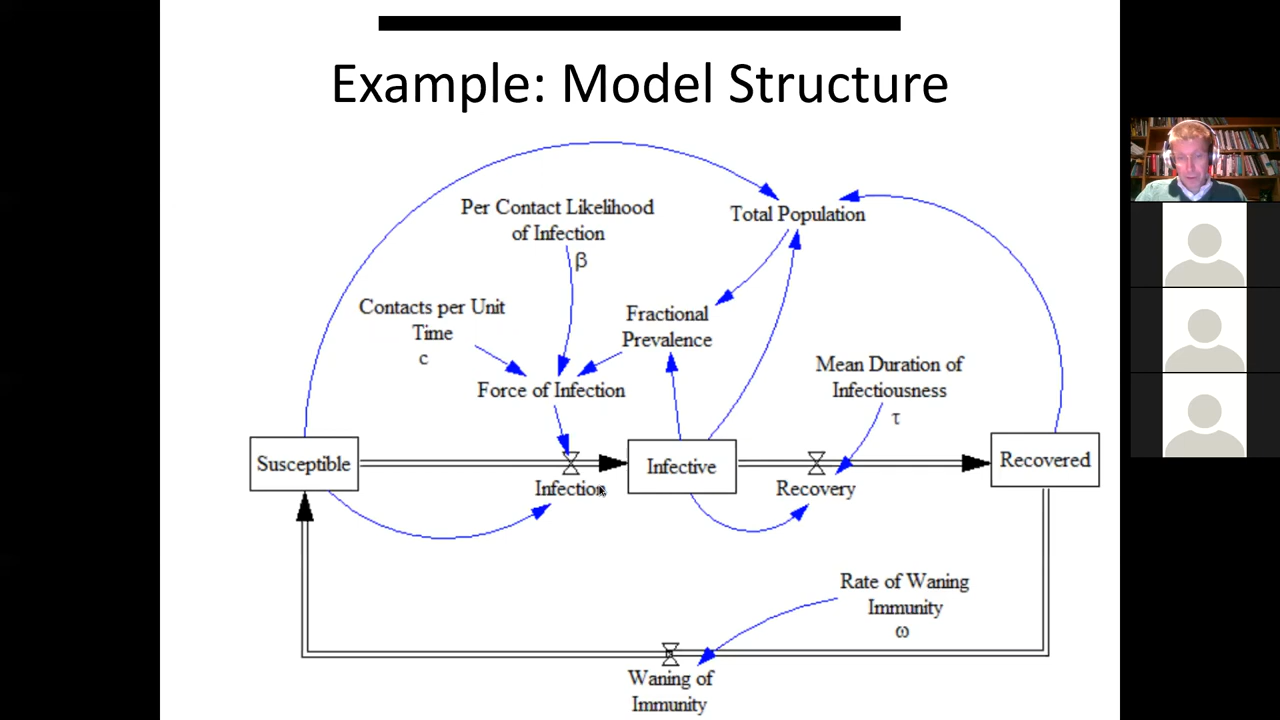 Example: Model Structure
Per Contact Likelihood
of Infection
β
Total Population
Contacts per Unit
Time
c
Fractional
Prevalence
Mean Duration of
Infectiousness
τ
Force of Infection
Susceptible
Infective
Recovered
Infection
Recovery
Rate of Waning
Immunity
ω
Waning of
Immunity